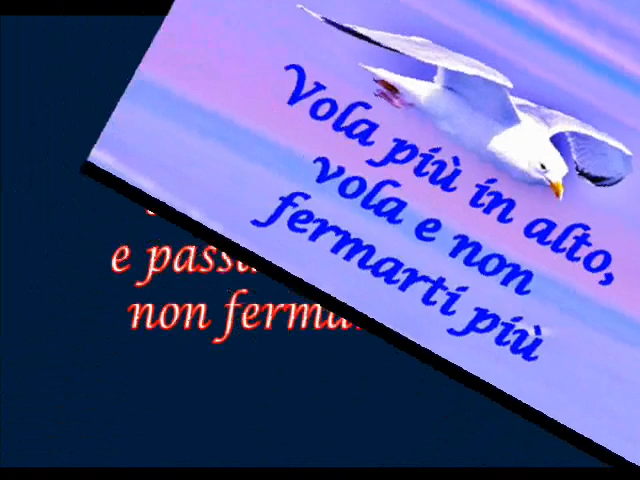 Vola più in alto,
vola e non
fermarti più
e
non